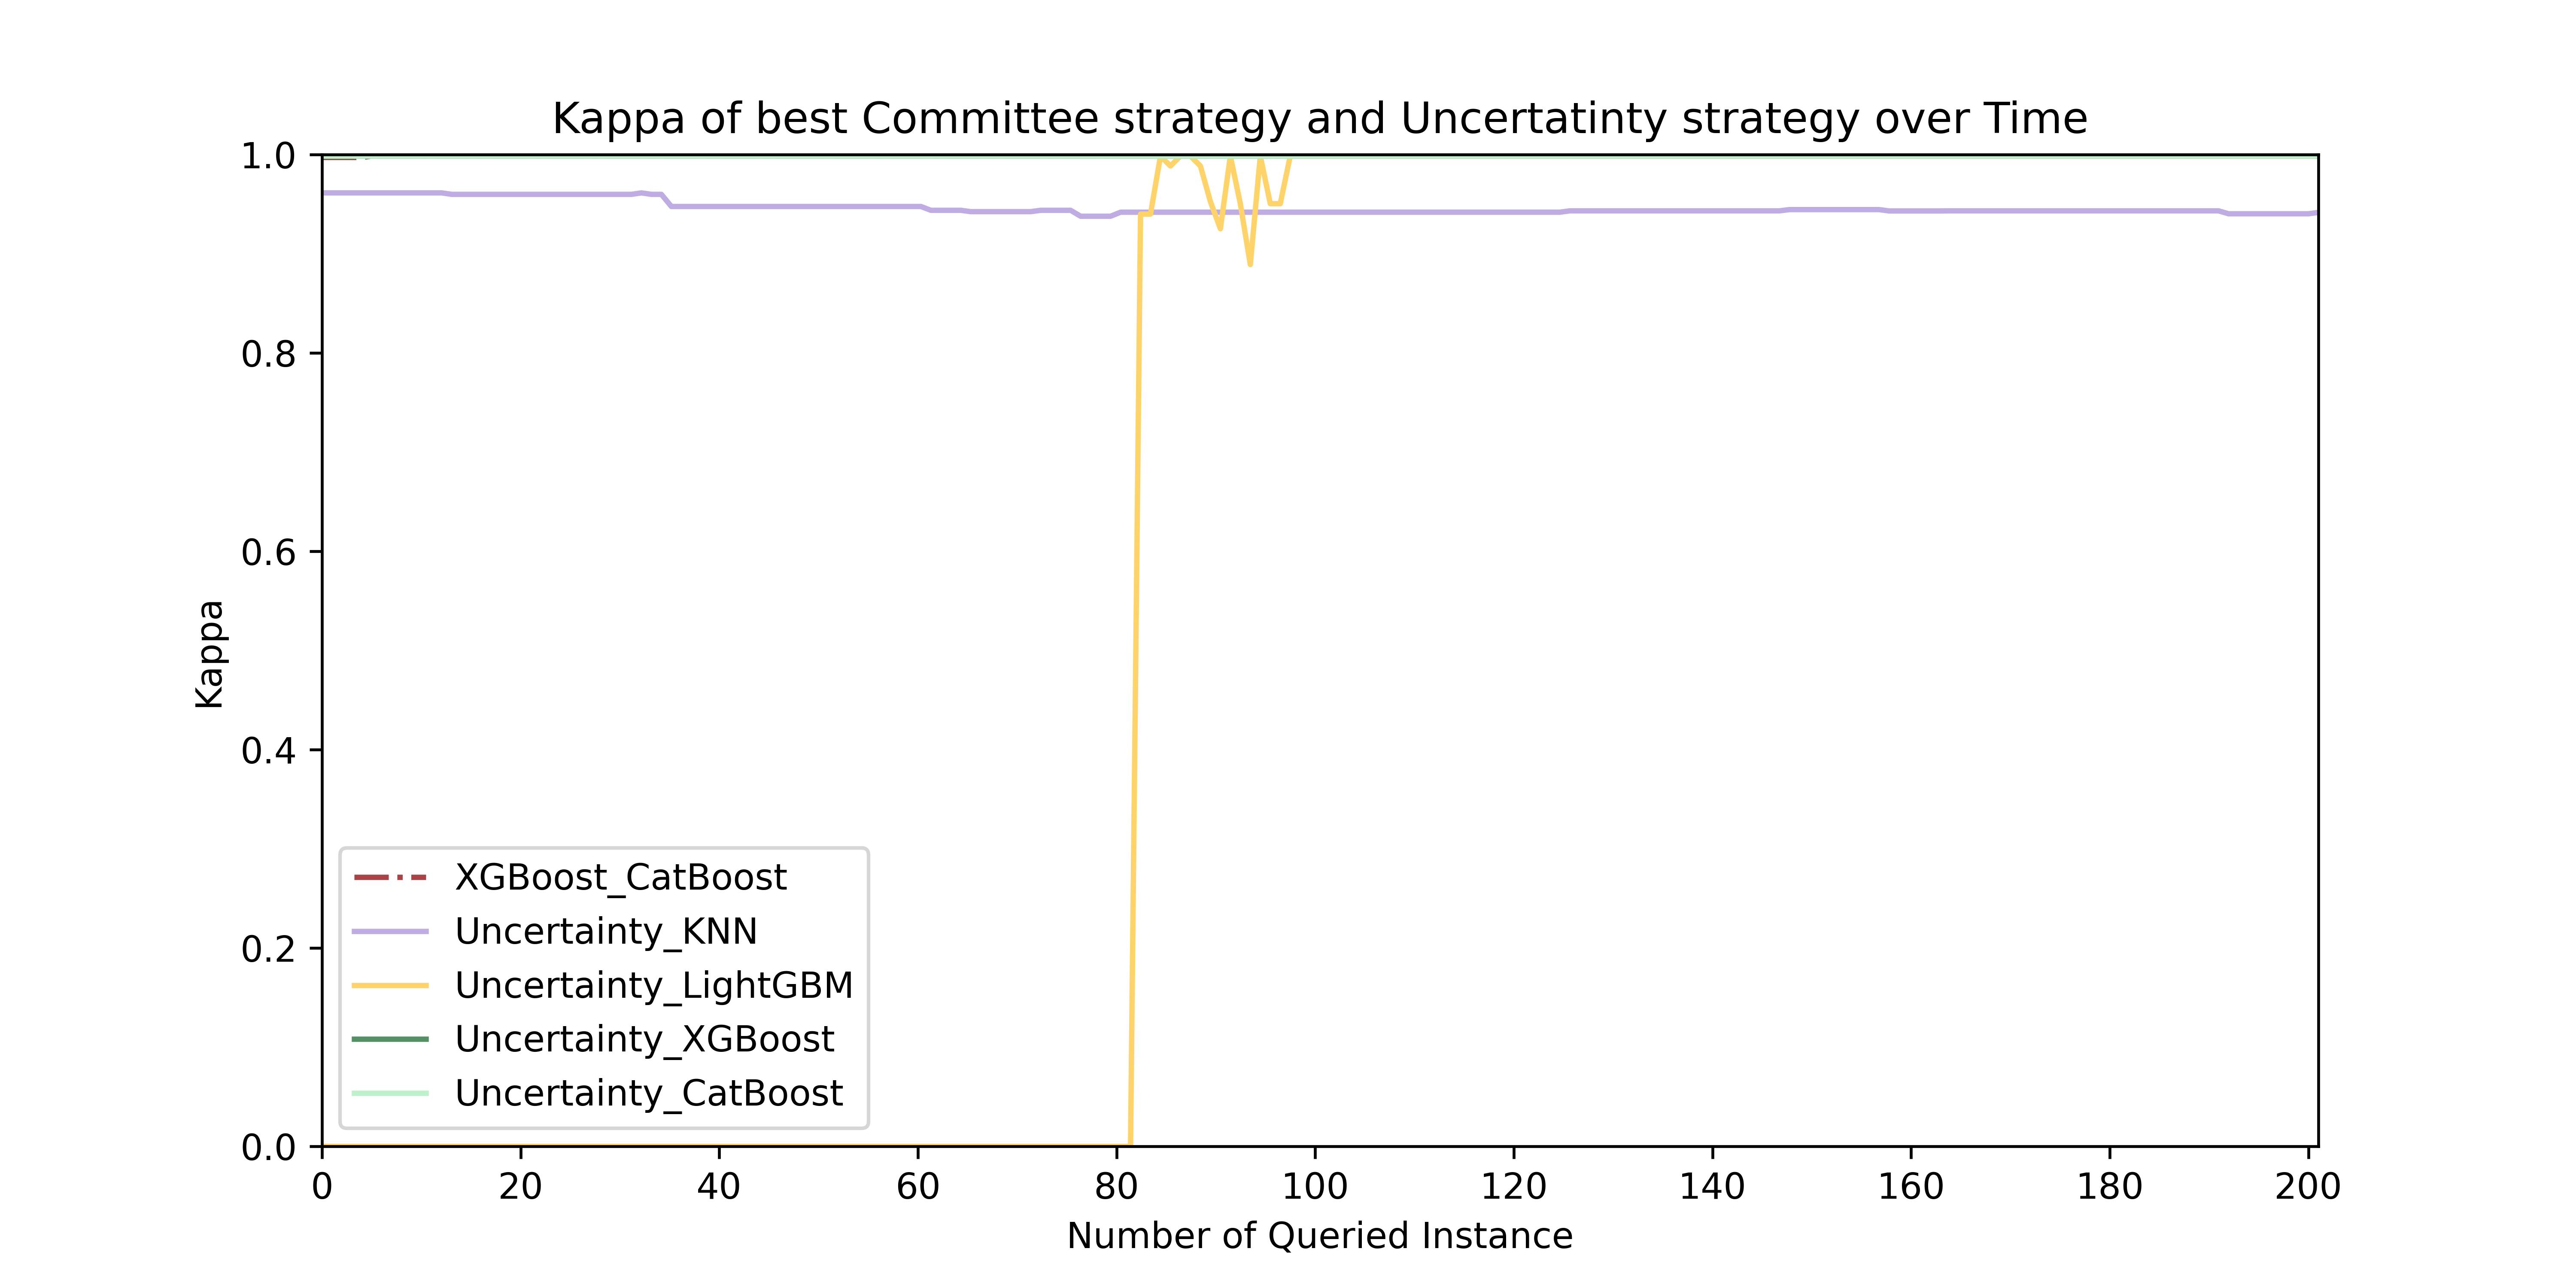 Kappa of best Committee strategy and Uncertatinty strategy over Time
1.0
0.8
0.6
0.4
0.2
0.0
Kappa
XGBoost_CatBoost
Uncertainty_KNN
Uncertainty_LightGBM
Uncertainty_XGBoost
Uncertainty_CatBoost
0 20 40 60 80 100 120 140 160 180 200
Number of Queried Instance